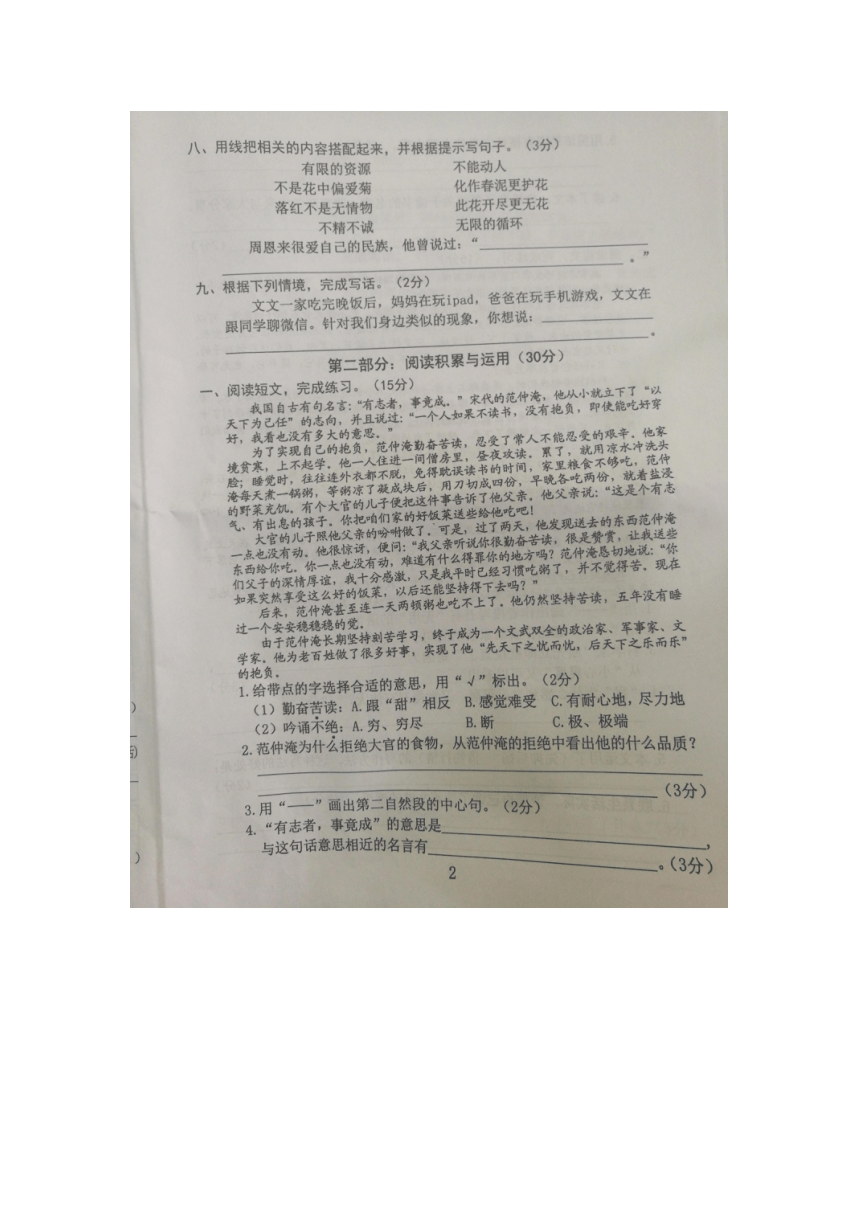 八、用线把相关的内容搭配起来，并根据提示写句子。（3分）
有限的资源 不能动人
不是花中偏爱菊 化作春泥更护花
落红不是无情物 此花开尽更无花
不精不诚 无限的循环
周恩来很爱自己的民族，他曾说过：“
。”
九、根据下列情境，完成写话。（2分）
文文一家吃完晚饭后，妈妈在玩ipad，爸爸在玩手机游戏，文文在
跟同学聊微信。针对我们身边类似的现象，你想说：
。
第二部分：阅读积累与运用（30分）
一、阅读短文，完成练习。（15分）
我国自古有句名言：“有志者，事竟成。”宋代的范仲淹，他从小就立下了“以
天下为己任”的志向，并且说过：“一个人如果不读书，没有抱负，即使能吃好穿
好，我看也没有多大的意思。”
为了实现自己的抱负，范仲淹勤奋苦读，忍受了常人不能忍受的艰辛。他家
境贫寒，上不起学。他一人住进一间僧房里，昼夜攻读。累了，就用凉水冲洗头
脸；睡觉时，往往连外衣都不脱，免得耽误读书的时间，家里粮食不够吃，范仲
淹每天煮一锅粥，等粥凉了凝成块后，用刀切成四份，早晚各吃两份，就着盐浸
的野菜充饥。有个大官的儿子便把这件事告诉了他父亲。他父亲说：“这是个有志
气、有出息的孩子。你把咱们家的好饭菜送些给他吃吧！
大官的儿子照他父亲的吩咐做了。可是，过了两天，他发现送去的东西范仲淹
一点也没有动。他很惊讶，便问：“我父亲听说你很勤奋苦读，很是赞赏，让我送些
东西给你吃。你一点也没有动，难道有什么得罪你的地方吗？范仲淹恳切地说：“你
们父子的深情厚谊，我十分感激，只是我平时已经习惯吃粥了，并不觉得苦。现在
如果突然享受这么好的饭菜，以后还能坚持得下去吗？”
后来，范仲淹甚至连一天两顿粥也吃不上了。他仍然坚持苦读，五年没有睡
过一个安安稳稳稳的觉。
由于范仲淹长期坚持刻苦学习，终于成为一个文武双全的政治家、军事家、文
学家。他为老百姓做了很多好事，实现了他“先天下之忧而忧，后天下之乐而乐”
的抱负。
1.给带点的字选择合适的意思，用“√”标出。（2分）
（1）勤奋苦读：A.跟“甜”相反 B.感觉难受 C.有耐心地，尽力地
（2）吟诵不绝：A.穷、穷尽 B.断 C.极、极端
2.范仲淹为什么拒绝大官的食物，从范仲淹的拒绝中看出他的什么品质？
（3分）
3.用“——”画出第二自然段的中心句。（2分）
4.“有志者，事竟成”的意思是，
与这句话意思相近的名言有。（3分）
2